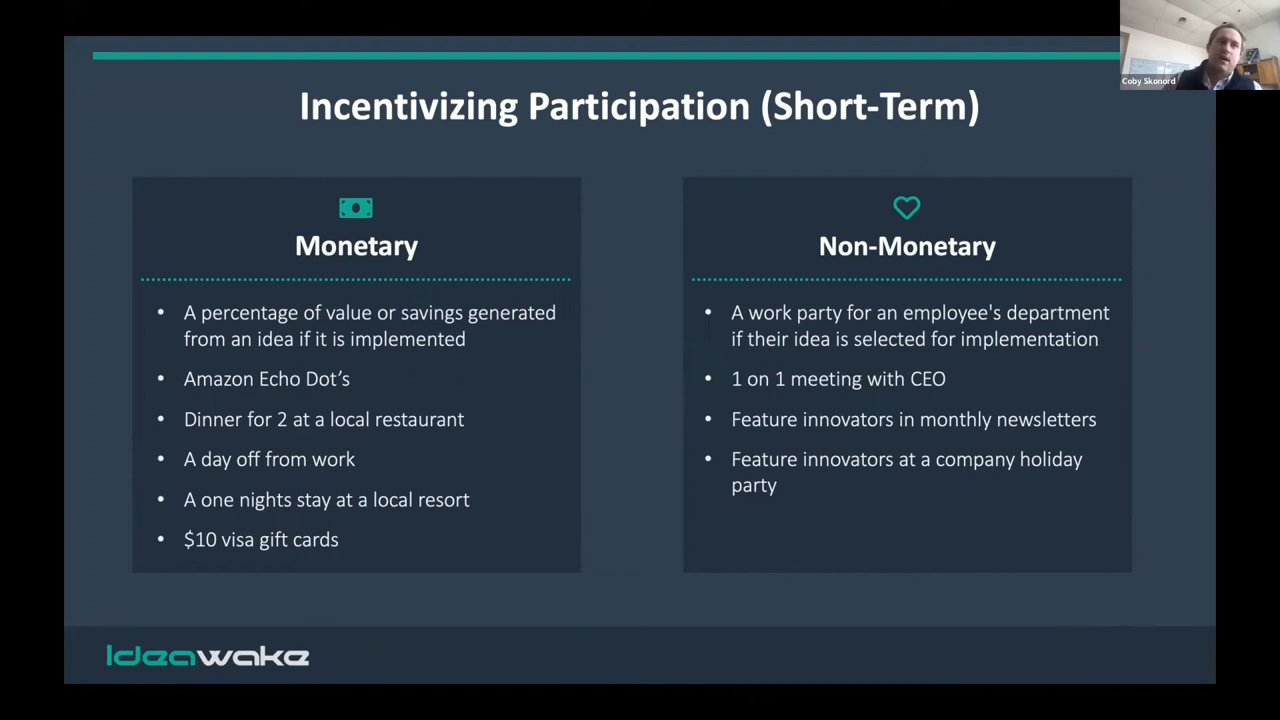 Coby Skonord
Incentivizing Participation (Short-Term)
Monetary
• A percentage of value or savings generated
from an idea if it is implemented
• Amazon Echo Dot's
• Dinner for 2 at a local restaurant
• A day off from work
• A one nights stay at a local resort
• $10 visa gift cards
Non-Monetary
• A work party for an employee's department
if their idea is selected for implementation
• 1 on 1 meeting with CEO
• Feature innovators in monthly newsletters
• Feature innovators at a company holiday
party
Ideawake